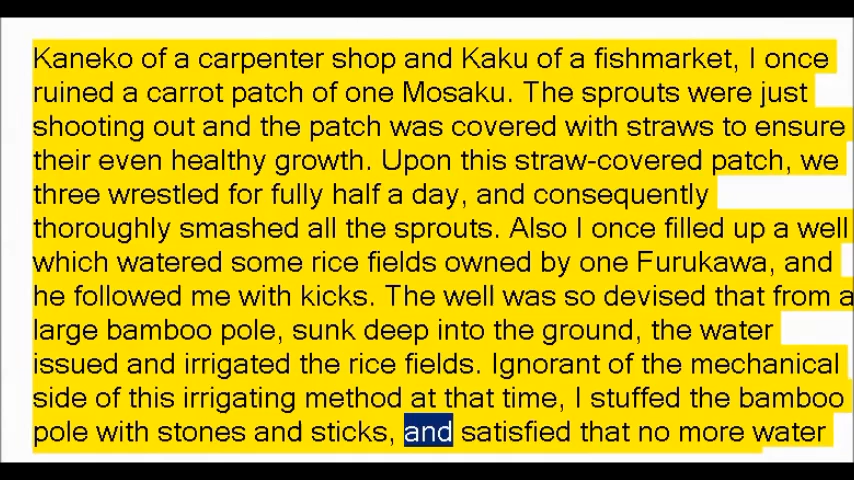 Kaneko of a carpenter shop and Kaku of a fishmarket, I once
ruined a carrot patch of one Mosaku. The sprouts were just
shooting out and the patch was covered with straws to ensure
their even healthy growth. Upon this straw-covered patch, we
three wrestled for fully half a day, and consequently
thoroughly smashed all the sprouts. Also I once filled up a well
which watered some rice fields owned by one Furukawa, and
he followed me with kicks. The well was so devised that from a
large bamboo pole, sunk deep into the ground, the water
issued and irrigated the rice fields. Ignorant of the mechanical
side of this irrigating method at that time, I stuffed the bamboo
pole with stones and sticks, and satisfied that no more water